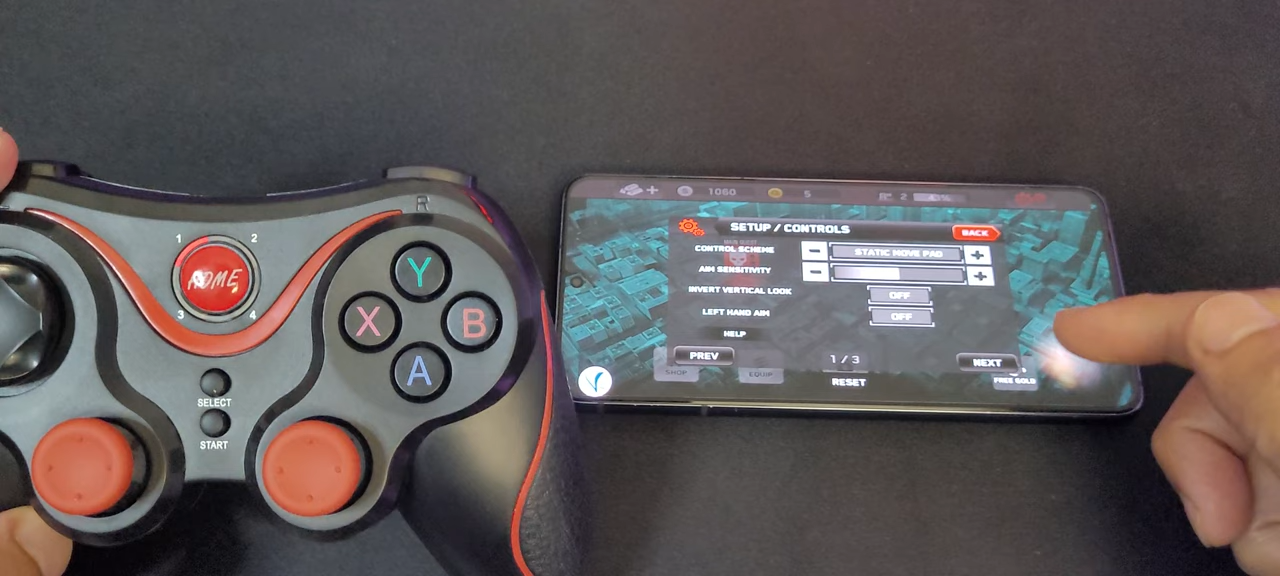 1 2
HOME
3 4
SELECT
START
R
Y
X B
A
1060 5 2
SETUP / CONTROLS BACK
CONTROL SCHEME - STATIC MOVE PAD +
AIM SENSITIVITY - +
INVERT VERTICAL LOOK OFF
LEFT HAND AIM OFF
HELP
PREV 1 / 3 NEXT
SHOP EQUIP RESET FREE GOLD